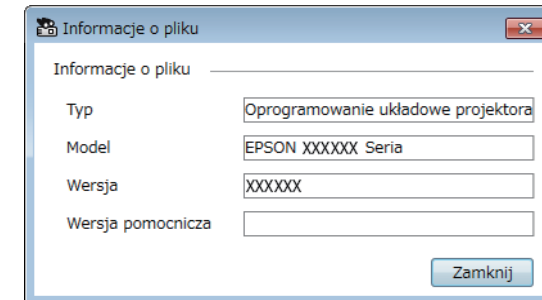 Informacje o pliku
Informacje o pliku
Typ Oprogramowanie układowe projektora
Model EPSON XXXXXX Seria
Wersja XXXXXX
Wersja pomocnicza
Zamknij